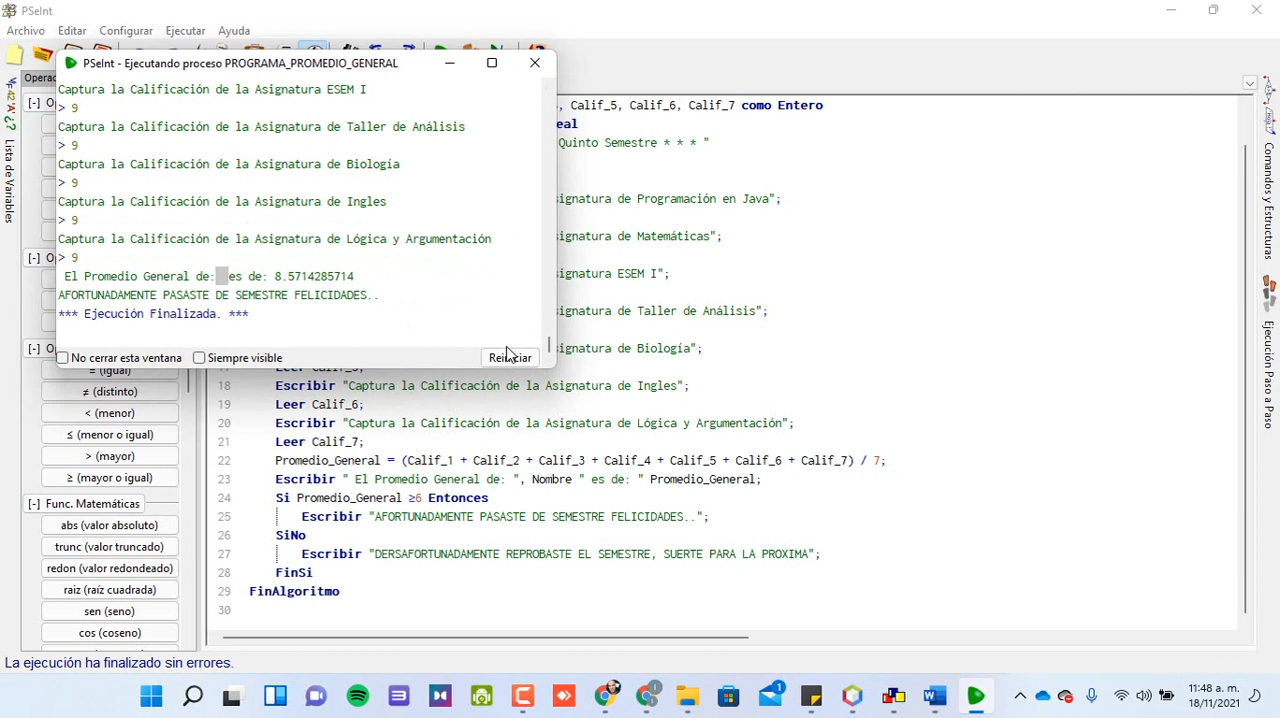 PSeInt
Archivo Editar Configurar Ejecutar Ayuda
PSeInt - Ejecutando proceso PROGRAMA_PROMEDIO_GENERAL
Captura la Calificación de la Asignatura ESEM I
> 9
Captura la Calificación de la Asignatura de Taller de Análisis
> 9
Captura la Calificación de la Asignatura de Biología
> 9
Captura la Calificación de la Asignatura de Ingles
> 9
Captura la Calificación de la Asignatura de Lógica y Argumentación
> 9
El Promedio General de: es de: 8.5714285714
AFORTUNADAMENTE PASASTE DE SEMESTRE FELICIDADES..
*** Ejecución Finalizada. ***
No cerrar esta ventana Siempre visible
Lista de Variables
, Calif_5, Calif_6, Calif_7 como Entero
Quinto Semestre * * * "
signatura de Programación en Java";
signatura de Matemáticas";
signatura ESEM I";
signatura de Taller de Análisis";
signatura de Biología";
18 Escribir "Captura la Calificación de la Asignatura de Ingles";
19 Leer Calif_6;
20 Escribir "Captura la Calificación de la Asignatura de Lógica y Argumentación";
21 Leer Calif_7;
22 Promedio_General = (Calif_1 + Calif_2 + Calif_3 + Calif_4 + Calif_5 + Calif_6 + Calif_7) / 7;
23 Escribir " El Promedio General de: ", Nombre " es de: " Promedio_General;
24 Si Promedio_General ≥6 Entonces
25 Escribir "AFORTUNADAMENTE PASASTE DE SEMESTRE FELICIDADES..";
26 SiNo
27 Escribir "DERSAFORTUNADAMENTE REPROBASTE EL SEMESTRE, SUERTE PARA LA PROXIMA";
28 FinSi
29 FinAlgoritmo
30
= (igual)
≠ (distinto)
< (menor)
≤ (menor o igual)
> (mayor)
≥ (mayor o igual)
[-] Func. Matemáticas
abs (valor absoluto)
trunc (valor truncado)
redon (valor redondeado)
raiz (raíz cuadrada)
sen (seno)
cos (coseno)
Comandos y Estructuras
Ejecución Paso a Paso
La ejecución ha finalizado sin errores.
11:48 a. m.
18/11/2021